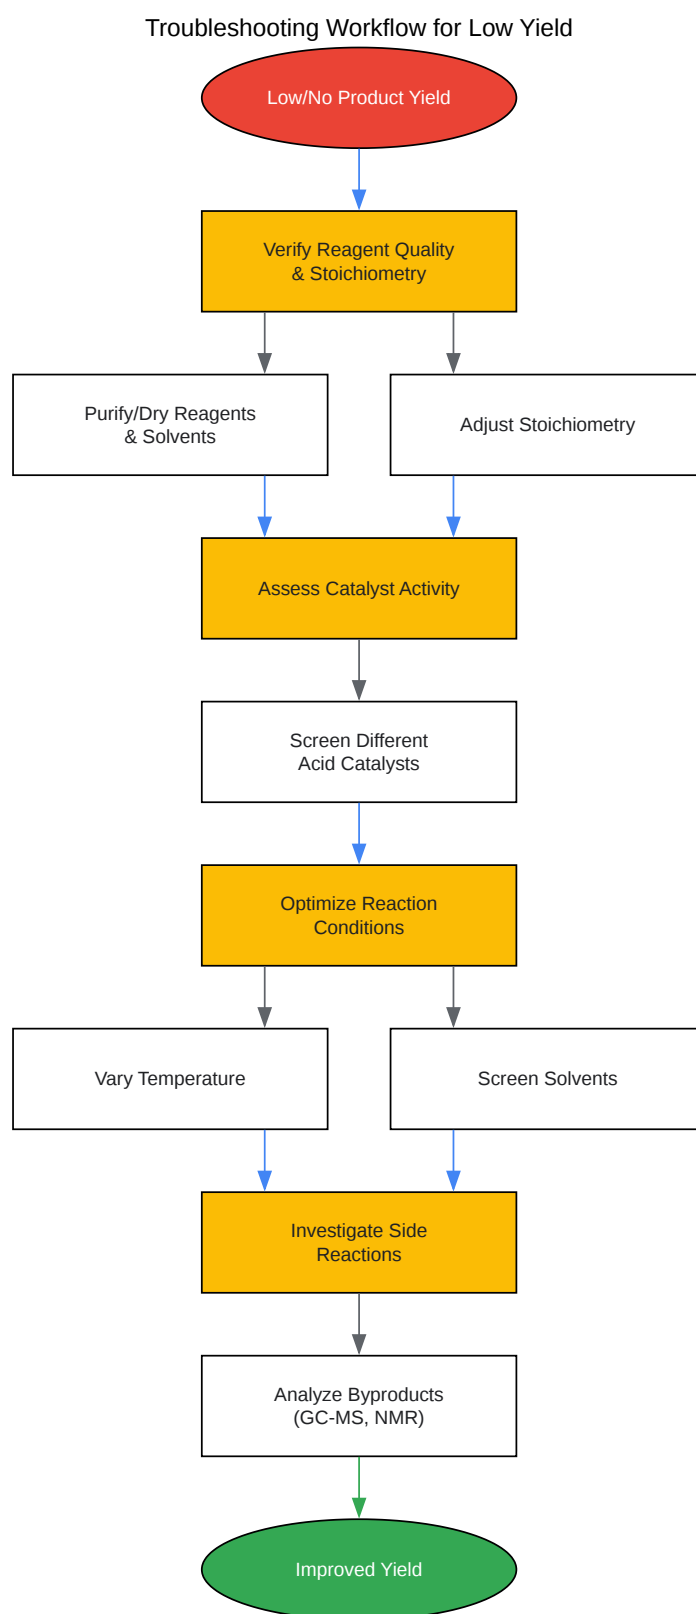 Troubleshooting Workflow for Low Yield
Low/No Product Yield
Verify Reagent Quality
& Stoichiometry
Purify/Dry Reagents
& Solvents
Adjust Stoichiometry
Assess Catalyst Activity
Screen Different
Acid Catalysts
Optimize Reaction
Conditions
Vary Temperature
Screen Solvents
Investigate Side
Reactions
Analyze Byproducts
(GC-MS, NMR)
Improved Yield